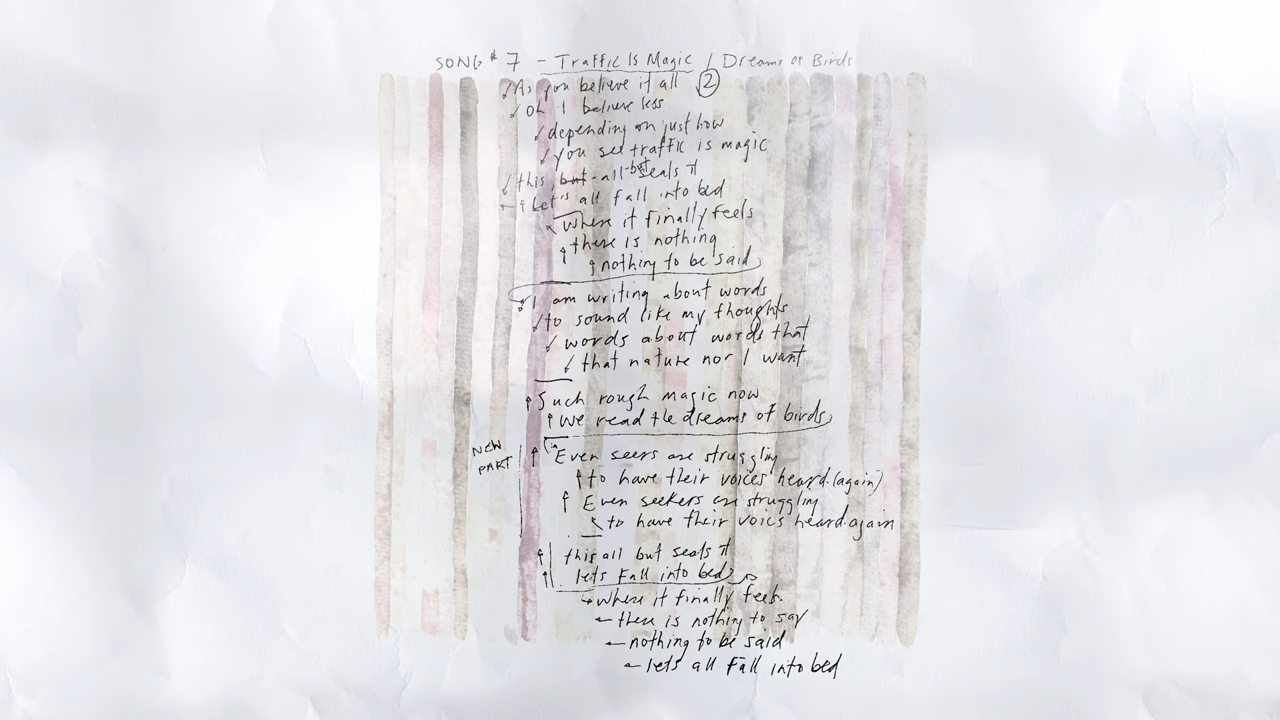 SONG # 7 - Traffic Is Magic / Dreams of Birds
As you believe it all 2
Oh I believe less
depending on just how
you see traffic is magic
this, but - all-but seals it
Let's all fall into bed
where it finally feels
there is nothing
nothing to be said
I am writing about words
to sound like my thoughts
words about words that
that nature nor I want
Such rough magic now
we read the dreams of birds
NEW
PART
Even seers are struggling
to have their voices heard (again)
Even seekers are struggling
to have their voics heard again
this all but seals it
lets fall into bed
where it finally feels
there is nothing to say
nothing to be said
lets all fall into bed